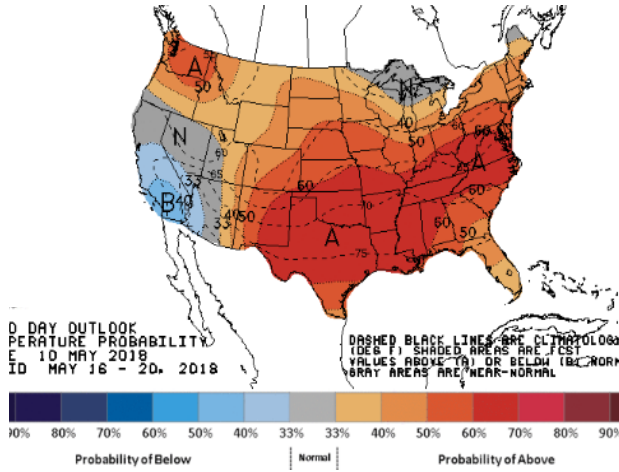 A
50
N
40
50
60
A
60
N
60
65
33
B
40
33
40
50
60
70
A
75
60
50
D DAY OUTLOOK
PERATURE PROBABILITY
E 10 MAY 2018
ID MAY 16 - 20, 2018
DASHED BLACK LINES ARE CLIMATOLOGY
(DEG F) SHADED AREAS ARE FCST
VALUES ABOVE (A) OR BELOW (B) NORM
GRAY AREAS ARE NEAR-NORMAL
90% 80% 70% 60% 50% 40% 33% 33% 40% 50% 60% 70% 80% 90%
Probability of Below Normal Probability of Above